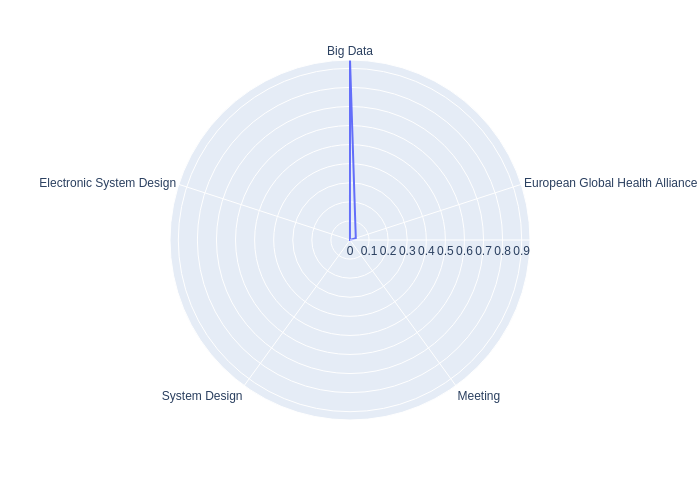 Big Data
Electronic System Design
European Global Health Alliance
0 0.1 0.2 0.3 0.4 0.5 0.6 0.7 0.8 0.9
System Design
Meeting